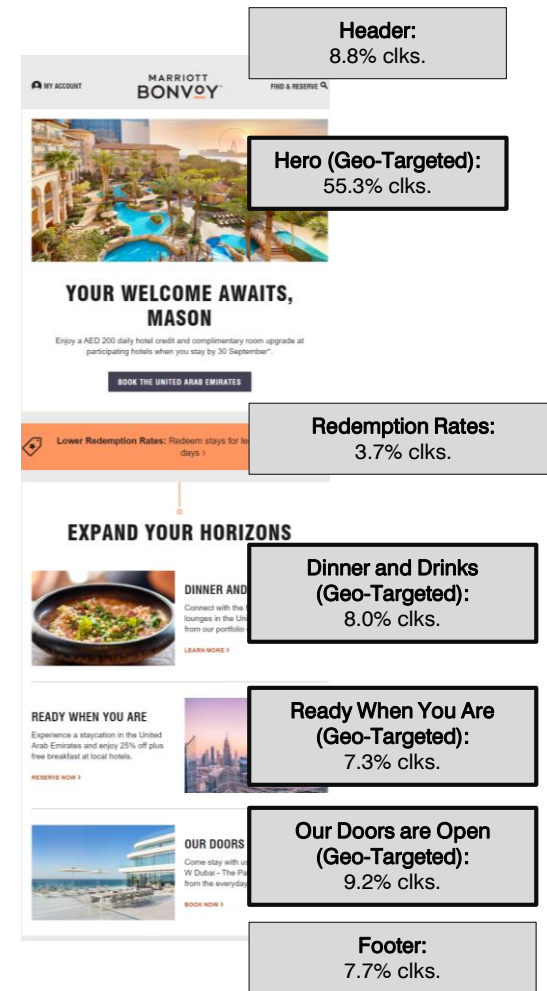 Header:
8.8% clks.
MY ACCOUNT
MARRIOTT
BONVOY
FIND & RESERVE
Hero (Geo-Targeted):
55.3% clks.
YOUR WELCOME AWAITS,
MASON
Enjoy a AED 200 daily hotel credit and complimentary room upgrade at
participating hotels when you stay by 30 September*.
BOOK THE UNITED ARAB EMIRATES
Redemption Rates:
3.7% clks.
Lower Redemption Rates: Redeem stays for
days ›
EXPAND YOUR HORIZONS
Dinner and Drinks
(Geo-Targeted):
8.0% clks.
DINNER AND
Connect with the
lounges in the
from our portfolio
LEARN MORE ›
READY WHEN YOU ARE
Experience a staycation in the United
Arab Emirates and enjoy 25% off plus
free breakfast at local hotels.
RESERVE NOW ›
Ready When You Are
(Geo-Targeted):
7.3% clks.
Our Doors are Open
(Geo-Targeted):
9.2% clks.
OUR DOORS
Come stay with
W Dubai - The
from the everyday
BOOK NOW ›
Footer:
7.7% clks.